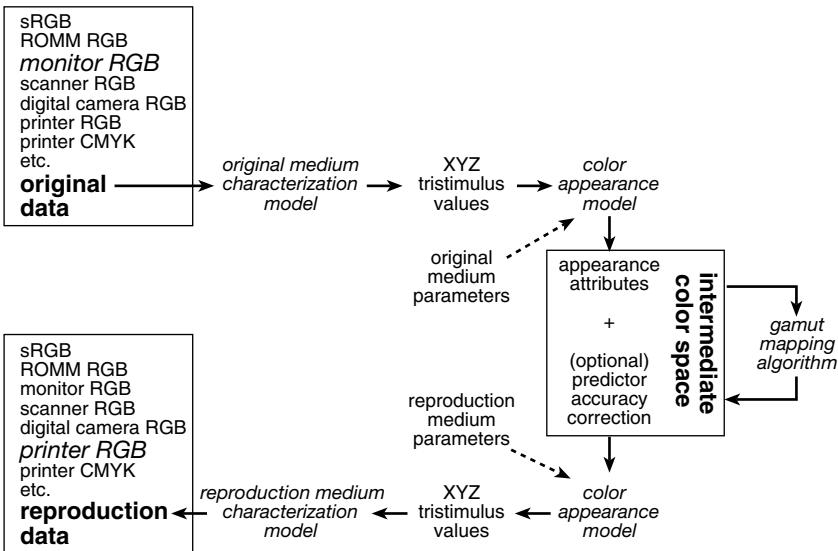 sRGB
ROMM RGB
monitor RGB
scanner RGB
digital camera RGB
printer RGB
printer CMYK
etc.
original
data
original medium
characterization
model
XYZ
tristimulus
values
color
appearance
model
original
medium
parameters
appearance
attributes
+
(optional)
predictor
accuracy
correction
intermediate
color space
gamut
mapping
algorithm
reproduction
medium
parameters
color
appearance
model
XYZ
tristimulus
values
reproduction medium
characterization
model
sRGB
ROMM RGB
monitor RGB
scanner RGB
digital camera RGB
printer RGB
printer CMYK
etc.
reproduction
data